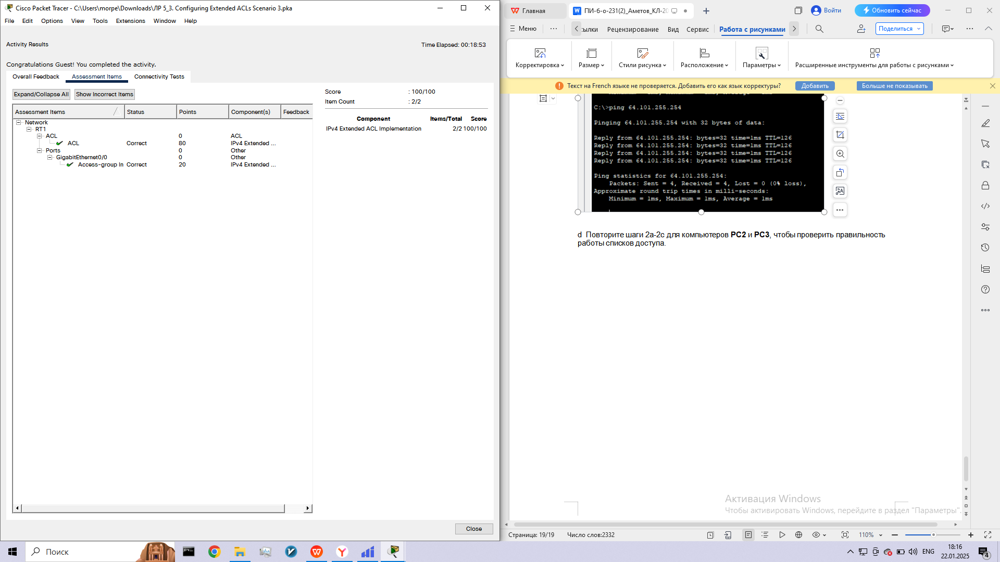 Cisco Packet Tracer - C:\Users\morpe\Downloads\ЛР 5_3. Configuring Extended ACLs Scenario 3.pka
File Edit Options View Tools Extensions Window Help
Activity Results
Time Elapsed: 00:18:53
Congratulations Guest! You completed the activity.
Overall Feedback Assessment Items Connectivity Tests
Expand/Collapse All Show Incorrect Items
Assessment Items Status Points Component(s) Feedback
Network
RT1
ACL 0 ACL
ACL Correct 80 IPv4 Extended ...
Ports 0 Other
GigabitEthernet0/0 0 Other
Access-group In Correct 20 IPv4 Extended ...
Score : 100/100
Item Count : 2/2
Component Items/Total Score
IPv4 Extended ACL Implementation 2/2 100/100
Close
Главная
ПИ-б-о-231(2)_Аметов_КЛ-20
Войти
Обновить сейчас
Меню
сылки Рецензирование Вид Сервис Работа с рисунками
Поделиться
Корректировка Размер Стили рисунка Расположение Параметры Расширенные инструменты для работы с рисунками
Текст на French языке не проверяется. Добавить его как язык корректуры? Добавить Больше не показывать
C:\>ping 64.101.255.254
Pinging 64.101.255.254 with 32 bytes of data:
Reply from 64.101.255.254: bytes=32 time=1ms TTL=126
Reply from 64.101.255.254: bytes=32 time=1ms TTL=126
Reply from 64.101.255.254: bytes=32 time=1ms TTL=126
Reply from 64.101.255.254: bytes=32 time=1ms TTL=126
Ping statistics for 64.101.255.254:
Packets: Sent = 4, Received = 4, Lost = 0 (0% loss),
Approximate round trip times in milli-seconds:
Minimum = 1ms, Maximum = 1ms, Average = 1ms
d Повторите шаги 2a-2c для компьютеров PC2 и PC3, чтобы проверить правильность
работы списков доступа.
Активация Windows
Чтобы активировать Windows, перейдите в раздел "Параметры".
Страница: 19/19 Число слов:2332
110%
Поиск
ENG
18:16
22.01.2025
4